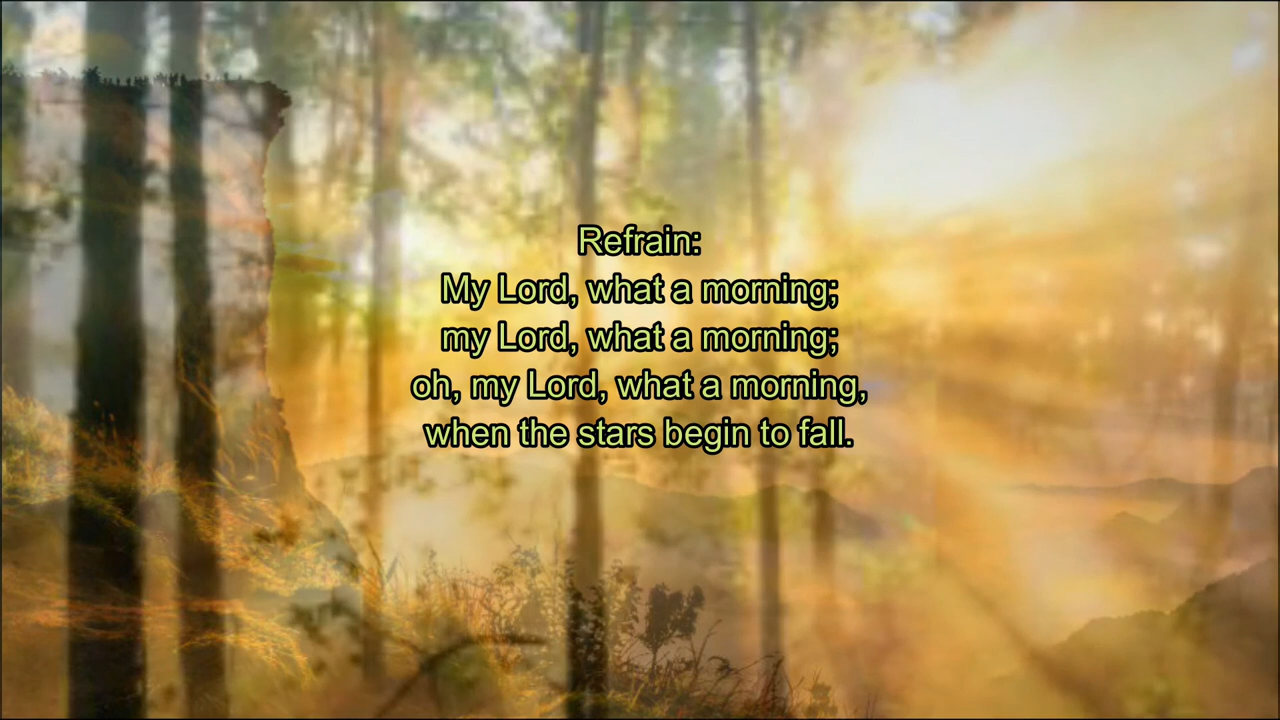 Refrain:
My Lord, what a morning;
my Lord, what a morning;
oh, my Lord, what a morning,
when the stars begin to fall.